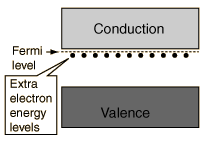 Conduction
Fermi
level
Extra
electron
energy
levels
Valence